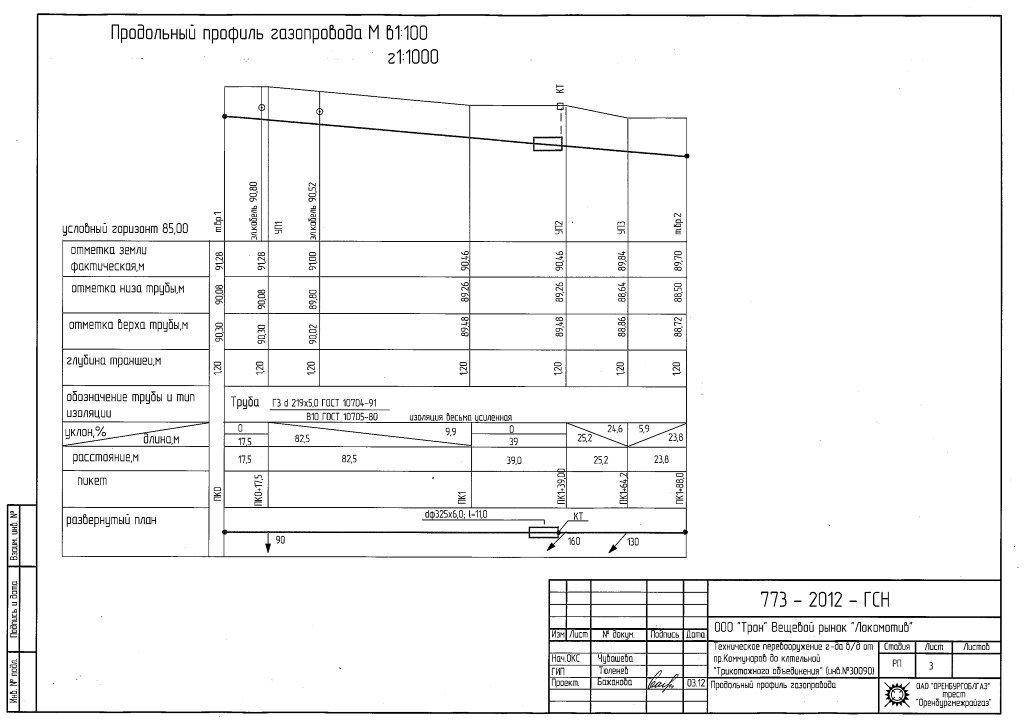 Продольный профиль газопровода М в1:100
г1:1000
КТ
условный горизонт 85,00
т.вр.1
эл.кабель 90,80
УП1
эл.кабель 90,52
УП2
УП3
т.вр.2
отметка земли
фактическая,м
91,28 91,28 91,00 90,46 90,46 89,84 89,70
отметка низа трубы,м
90,08 90,08 89,80 89,26 89,26 88,64 88,50
отметка верха трубы,м
90,30 90,30 90,02 89,48 89,48 88,86 88,72
глубина траншеи,м
1,20 1,20 1,20 1,20 1,20 1,20 1,20
обозначение трубы и тип
изоляции
Труба Г3 d 219х5,0 ГОСТ 10704-91
В10 ГОСТ 10705-80 изоляция весьма усиленная
уклон,% длина,м
0 9,9 0 24,6 5,9
17,5 82,5 39 25,2 23,8
расстояние,м 17,5 82,5 39,0 25,2 23,8
пикет
ПК0 ПК0+17,5 ПК1 ПК1+39,00 ПК1+64,2 ПК1+88,0
развернутый план
dф325х6,0; l=11,0 КТ
90 160 130
Взаим. инв. №
Подпись и дата
Инв. № подл.
773 - 2012 - ГСН
ООО "Трон" Вещевой рынок "Локомотив"
Изм Лист № докум. Подпись Дата
Техническое перевооружение г-да б/д от
пр.Коммунаров до клтельной
"Трикотажного объединения" (инв.№30090)
Стадия Лист Листов
РП 3
Нач.ОКС Чувашева
ГИП Тюленев
Проект. Баханова 03.12
Продольный профиль газопровода
ОАО "ОРЕНБУРГОБЛГАЗ"
трест
"Оренбургмежрайгаз"